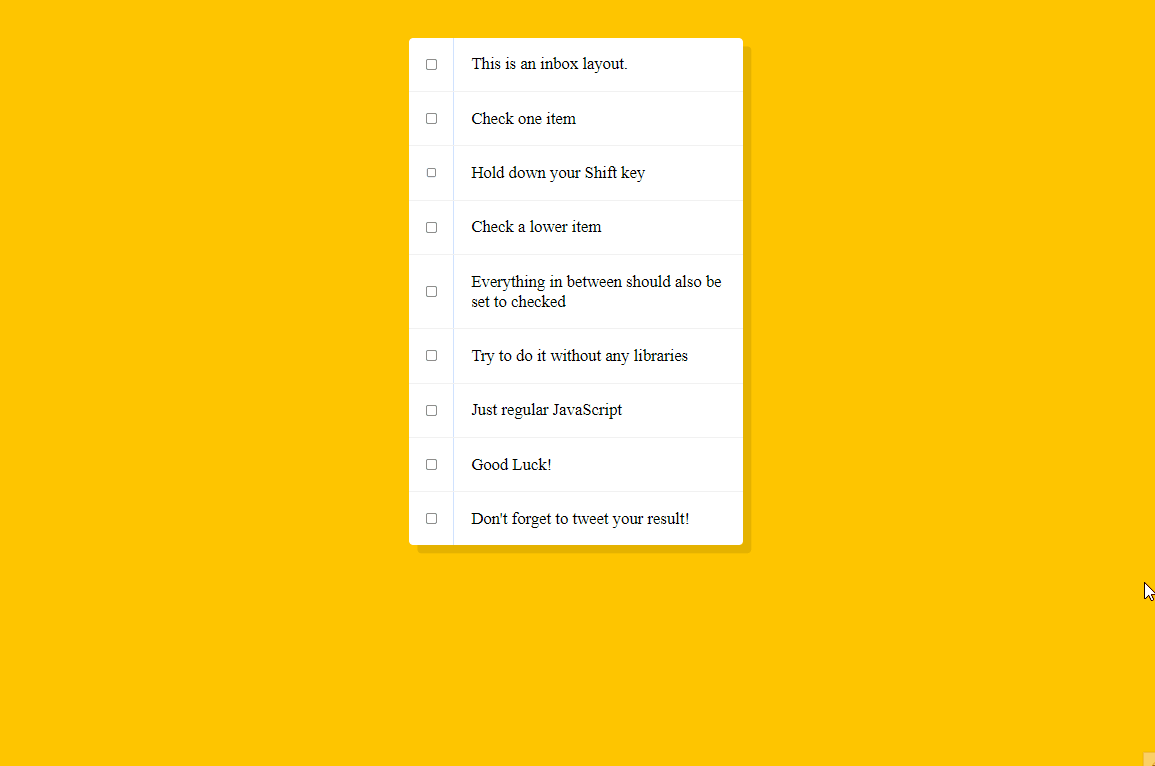 This is an inbox layout.
Check one item
Hold down your Shift key
Check a lower item
Everything in between should also be
set to checked
Try to do it without any libraries
Just regular JavaScript
Good Luck!
Don't forget to tweet your result!